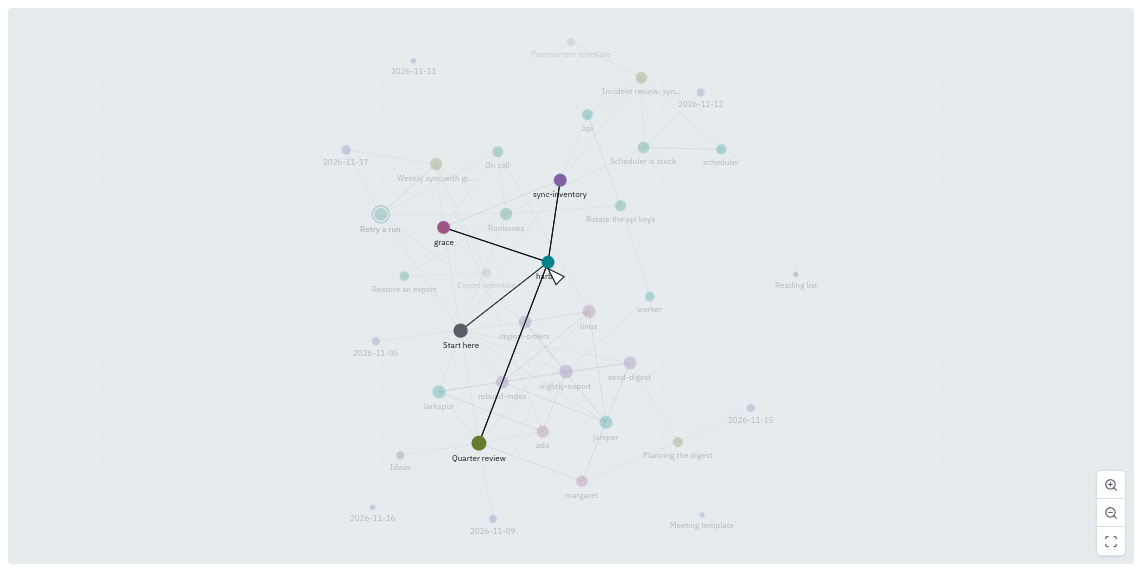 Postmortem template
2026-11-11
Incident review: syn...
2026-11-12
api
2026-11-17
On call
Scheduler is stuck
scheduler
Weekly sync with gr...
sync-inventory
Retry a run
grace
Runbooks
Rotate the api keys
Restore an export
Export retention
Reading list
worker
Start here
import-orders
linus
2026-11-05
nightly-export
send-digest
larkspur
rebuild-index
2026-11-15
ada
juniper
Quarter review
Planning the digest
Ideas
margaret
2026-11-16
2026-11-09
Meeting template